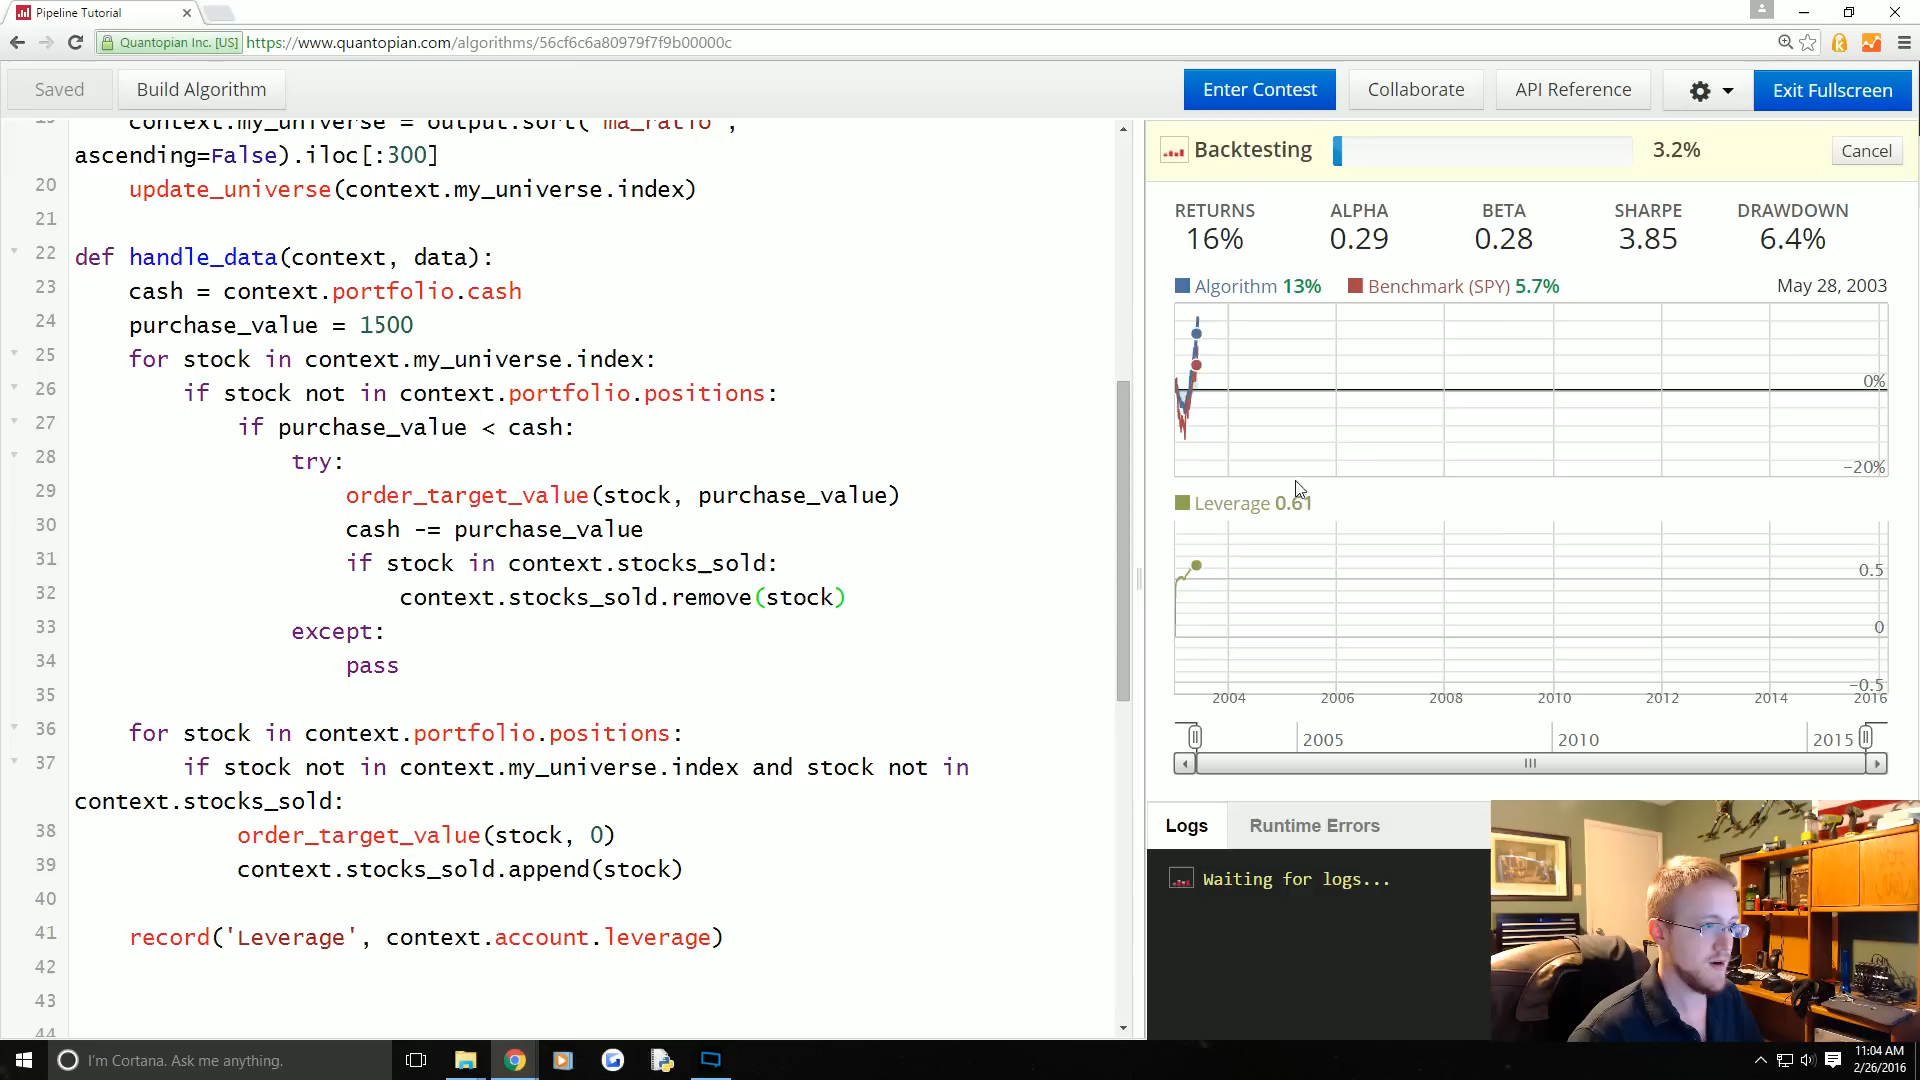 Pipeline Tutorial
Quantopian Inc. [US] https://www.quantopian.com/algorithms/56cf6c6a80979f7f9b00000c
Saved Build Algorithm Enter Contest Collaborate API Reference Exit Fullscreen
19 context.my_universe = output.sort('ma_ratio',
ascending=False).iloc[:300]
20 update_universe(context.my_universe.index)
21
22 def handle_data(context, data):
23 cash = context.portfolio.cash
24 purchase_value = 1500
25 for stock in context.my_universe.index:
26 if stock not in context.portfolio.positions:
27 if purchase_value < cash:
28 try:
29 order_target_value(stock, purchase_value)
30 cash -= purchase_value
31 if stock in context.stocks_sold:
32 context.stocks_sold.remove(stock)
33 except:
34 pass
35
36 for stock in context.portfolio.positions:
37 if stock not in context.my_universe.index and stock not in
context.stocks_sold:
38 order_target_value(stock, 0)
39 context.stocks_sold.append(stock)
40
41 record('Leverage', context.account.leverage)
42
43
44
Backtesting 3.2% Cancel
RETURNS ALPHA BETA SHARPE DRAWDOWN
16% 0.29 0.28 3.85 6.4%
Algorithm 13% Benchmark (SPY) 5.7% May 28, 2003
0%
-20%
Leverage 0.61
0.5
0
-0.5
2004 2006 2008 2010 2012 2014 2016
2005 2010 2015
Logs Runtime Errors
Waiting for logs...
I'm Cortana. Ask me anything.
11:04 AM
2/26/2016